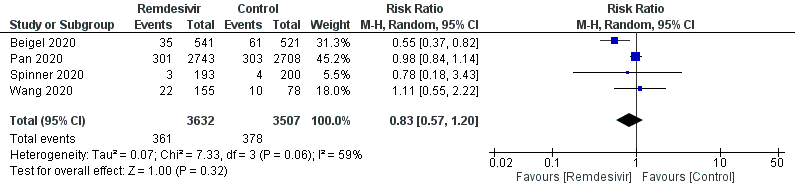 Remdesivir Control Risk Ratio Risk Ratio
Study or Subgroup Events Total Events Total Weight M-H, Random, 95% CI M-H, Random, 95% CI
Beigel 2020 35 541 61 521 31.3% 0.55 [0.37, 0.82]
Pan 2020 301 2743 303 2708 45.2% 0.98 [0.84, 1.14]
Spinner 2020 3 193 4 200 5.5% 0.78 [0.18, 3.43]
Wang 2020 22 155 10 78 18.0% 1.11 [0.55, 2.22]
Total (95% CI) 3632 3507 100.0% 0.83 [0.57, 1.20]
Total events 361 378
Heterogeneity: Tau² = 0.07; Chi² = 7.33, df = 3 (P = 0.06); I² = 59%
Test for overall effect: Z = 1.00 (P = 0.32)
0.02 0.1 1 10 50
Favours [Remdesivir] Favours [Control]